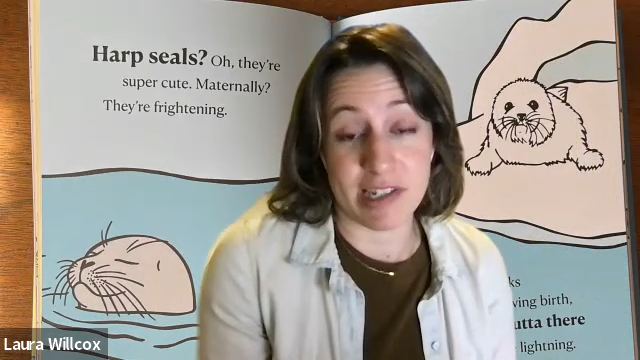 Harp seals? Oh, they're
super cute. Maternally?
They're frightening.
ks
ving birth,
utta there
lightning.
Laura Willcox